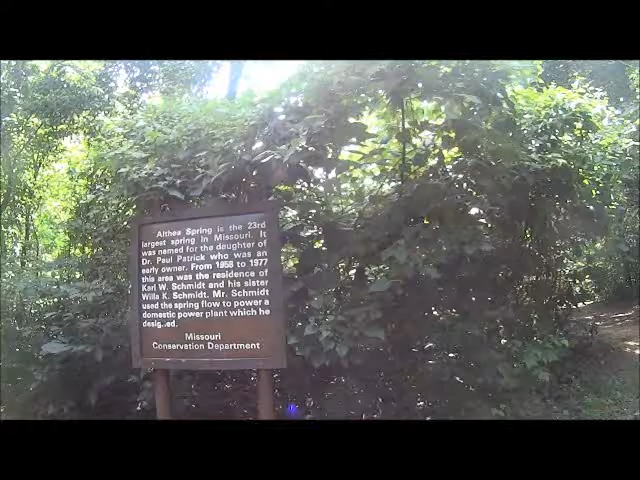 Althea Spring is the 23rd
largest spring in Missouri. It
was named for the daughter of
Dr. Paul Patrick who was an
early owner. From 1958 to 1977
this area was the residence of
Karl W. Schmidt and his sister
Willa K. Schmidt. Mr. Schmidt
used the spring flow to power a
domestic power plant which he
desig..ed.
Missouri
Conservation Department